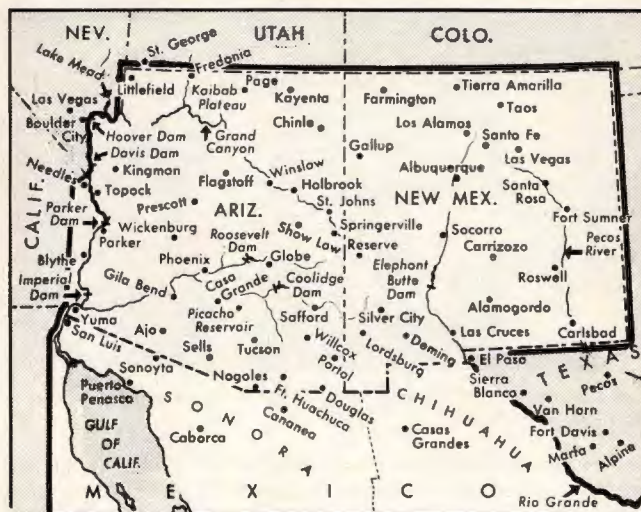 NEV.
UTAH
COLO.
St. George
Lake Mead
Fredonia
Littlefield
Kaibab
Plateau
Page
Kayenta
Farmington
Tierra Amarilla
Taos
Las Vegas
Boulder
City
Hoover Dam
Grand
Canyon
Chinle
Los Alamos
Santo Fe
Gallup
Las Vegas
Davis Dam
Needles
Kingman
Topock
Flagstaff
Winslaw
Holbrook
Albuquerque
Santa
Rosa
CALIF.
Parker
Dam
Prescott
ARIZ.
St. Johns
NEW MEX.
Fort Sumner
Parker
Wickenburg
Roosevelt
Dam
Show Law
Springerville
Reserve
Socorro
Carrizozo
Pecos
River
Blythe
Phoenix
Globe
Elephant
Butte
Dam
Roswell
Imperial
Dam
Gila Bend
Casa
Grande
Coolidge
Dam
Picacho
Reservoir
Safford
Silver City
Alamogordo
Yuma
San Luis
Ajo
Sells
Tucson
Willcox
Lordsburg
Deming
Las Cruces
Carlsbad
Sonoyta
Portol
El Paso
TEXAS
Puerto
Penasco
Nogoles
Ft. Huachuca
Douglas
Sierra
Blanco
Pecos
GULF
OF
CALIF.
SONORA
Cananea
CHIHUAHUA
Van Horn
Caborca
Casas
Grandes
Fort Davis
Marfa
Alpine
MEXICO
Rio Grande